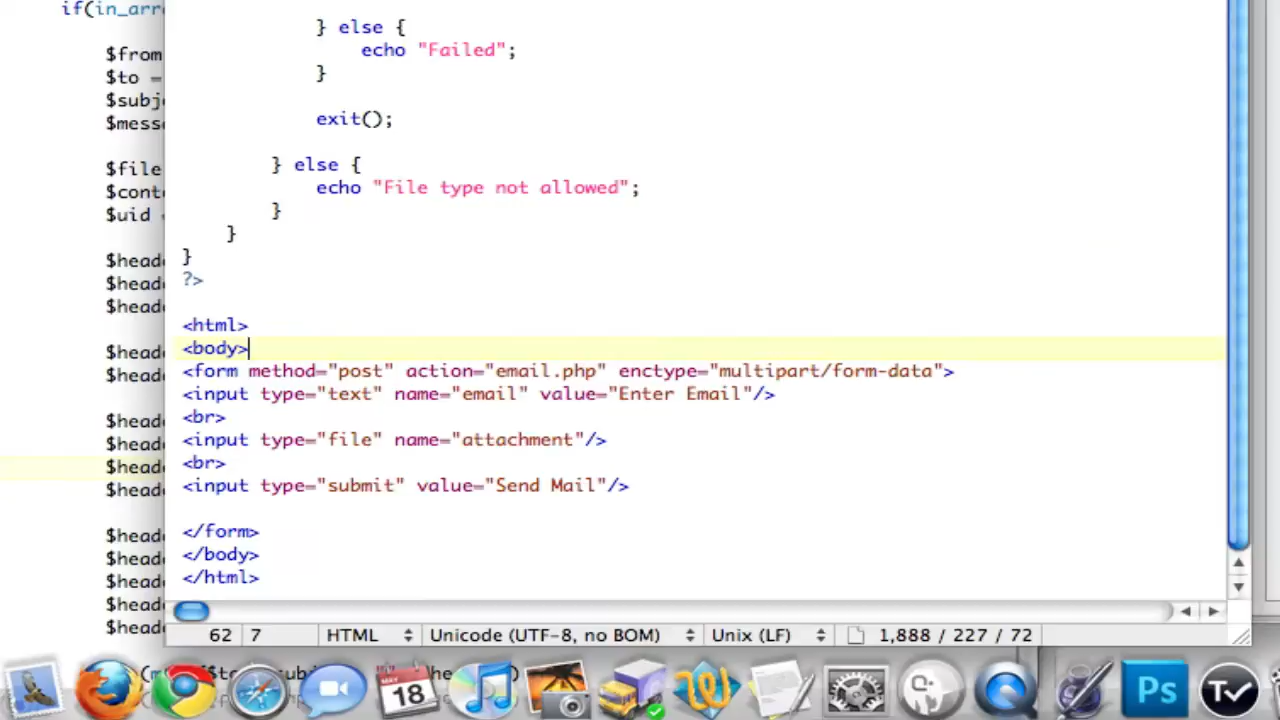 if(in_arr
$from
$to =
$subj
$mess
$file
$cont
$uid
$head
$head
$head
$head
$head
$head
$head
$head
$head
$head
$head
$head
$head
$head
} else {
echo "Failed";
}
exit();
} else {
echo "File type not allowed";
}
}
}
?>
<html>
<body>
<form method="post" action="email.php" enctype="multipart/form-data">
<input type="text" name="email" value="Enter Email"/>
<br>
<input type="file" name="attachment"/>
<br>
<input type="submit" value="Send Mail"/>
</form>
</body>
</html>
62 7 HTML Unicode (UTF-8, no BOM) Unix (LF) 1,888 / 227 / 72
MAY
18
Ps
TV